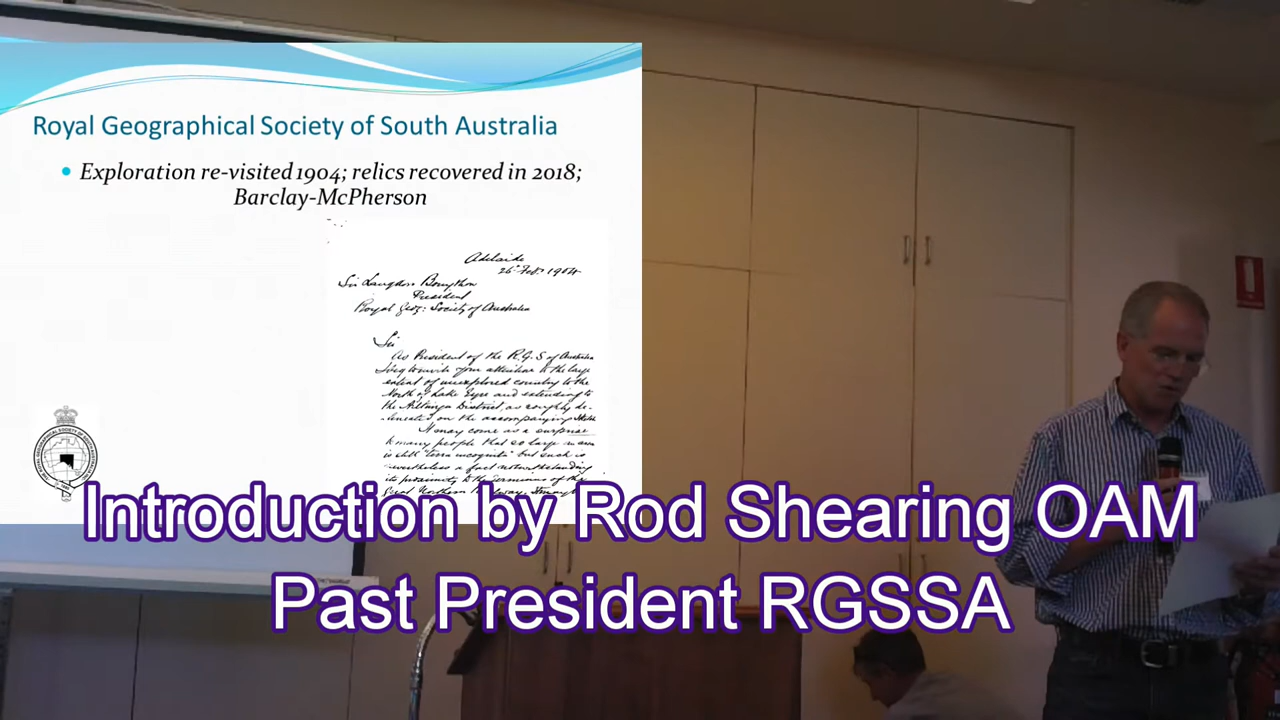 Royal Geographical Society of South Australia
• Exploration re-visited 1904; relics recovered in 2018;
Barclay-McPherson
Adelaide
26th Feb. 1904
Sir Langdon Bonython
President
Royal Geog: Society of Australia
Sir
As President of the R.G.S of Australia
I beg to invite your attention to the large
extent of unexplored country to the
North of Lake Eyre and extending to
the Arltunga District, as roughly de-
lineated on the accompanying sketch
It may come as a surprise
to many people that so large an area
is still "terra incognita" but such is
nevertheless a fact notwithstanding
its proximity to the terminus of the
Great Northern Railway,
Introduction by Rod Shearing OAM
Past President RGSSA